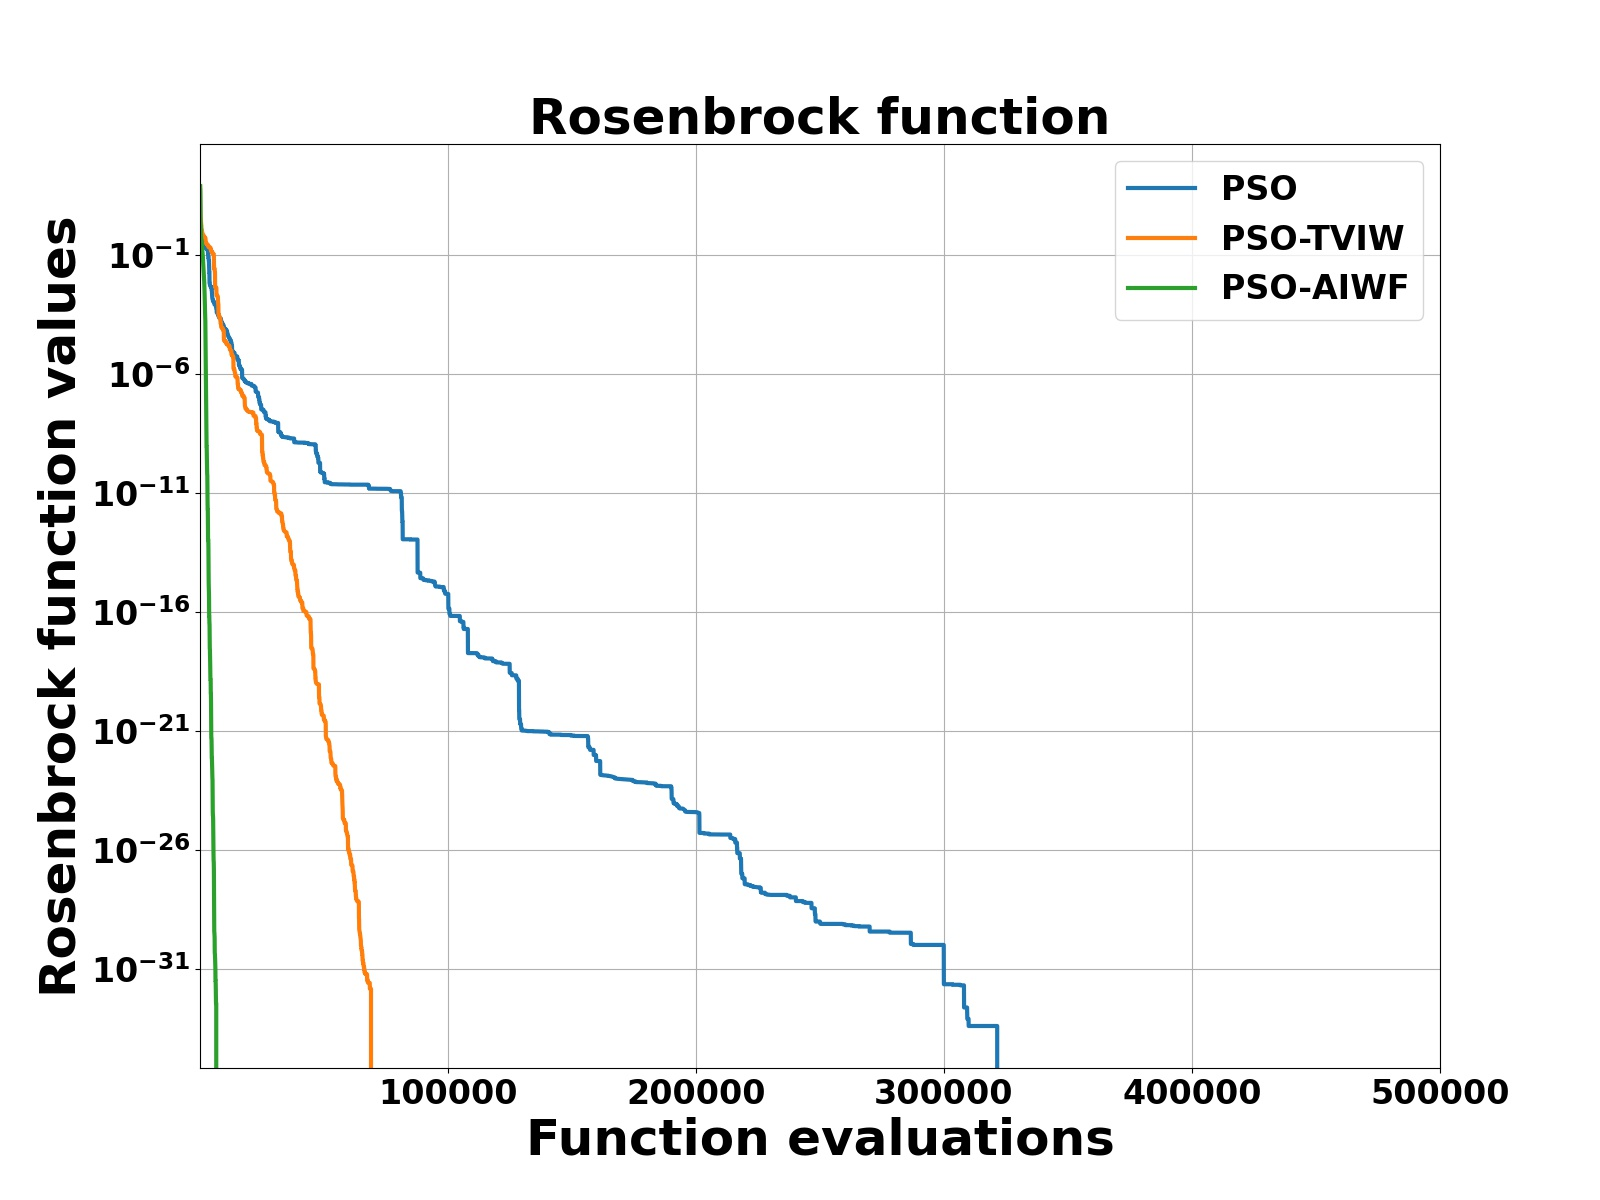 Rosenbrock function
PSO
PSO-TVIW
PSO-AIWF
Rosenbrock function values
10⁻¹
10⁻⁶
10⁻¹¹
10⁻¹⁶
10⁻²¹
10⁻²⁶
10⁻³¹
100000 200000 300000 400000 500000
Function evaluations